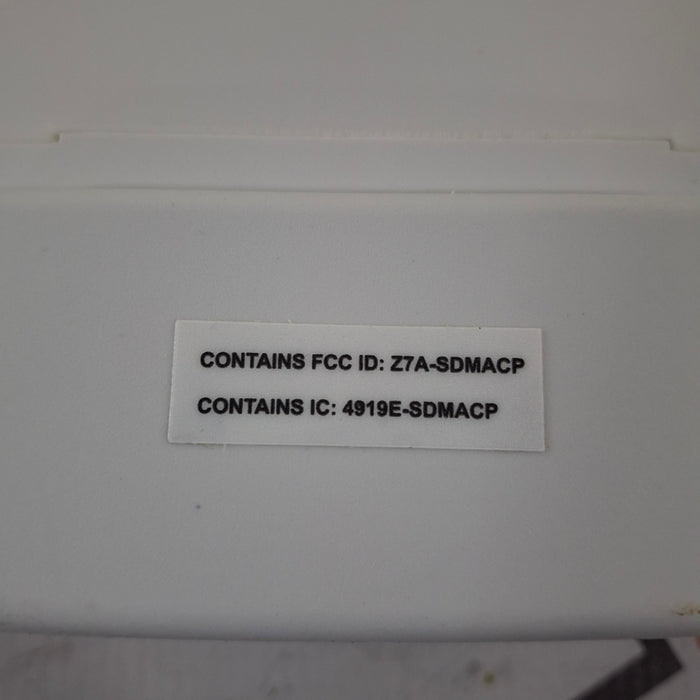 CONTAINS FCC ID: Z7A-SDMACP
CONTAINS IC: 4919E-SDMACP